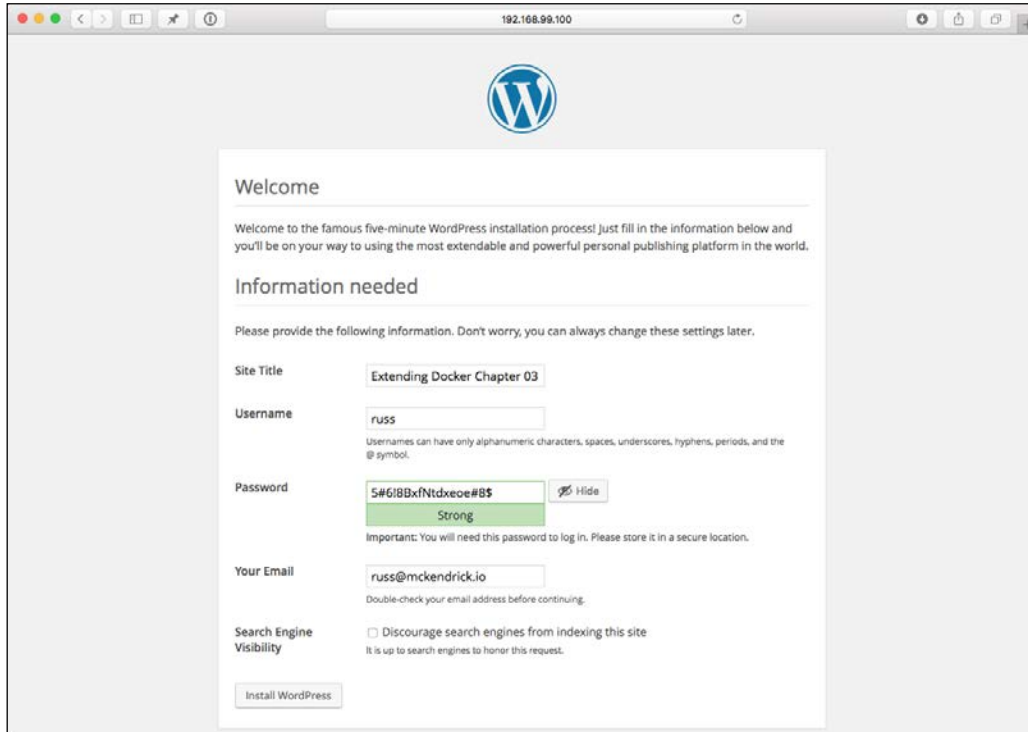 192.168.99.100
Welcome
Welcome to the famous five-minute WordPress installation process! Just fill in the information below and
you'll be on your way to using the most extendable and powerful personal publishing platform in the world.
Information needed
Please provide the following information. Don't worry, you can always change these settings later.
Site Title
Extending Docker Chapter 03
Username
russ
Usernames can have only alphanumeric characters, spaces, underscores, hyphens, periods, and the
@ symbol.
Password
5#6!8BxfNtdxeoe#8$
Hide
Strong
Important: You will need this password to log in. Please store it in a secure location.
Your Email
russ@mckendrick.io
Double-check your email address before continuing.
Search Engine
Visibility
Discourage search engines from indexing this site
It is up to search engines to honor this request.
Install WordPress